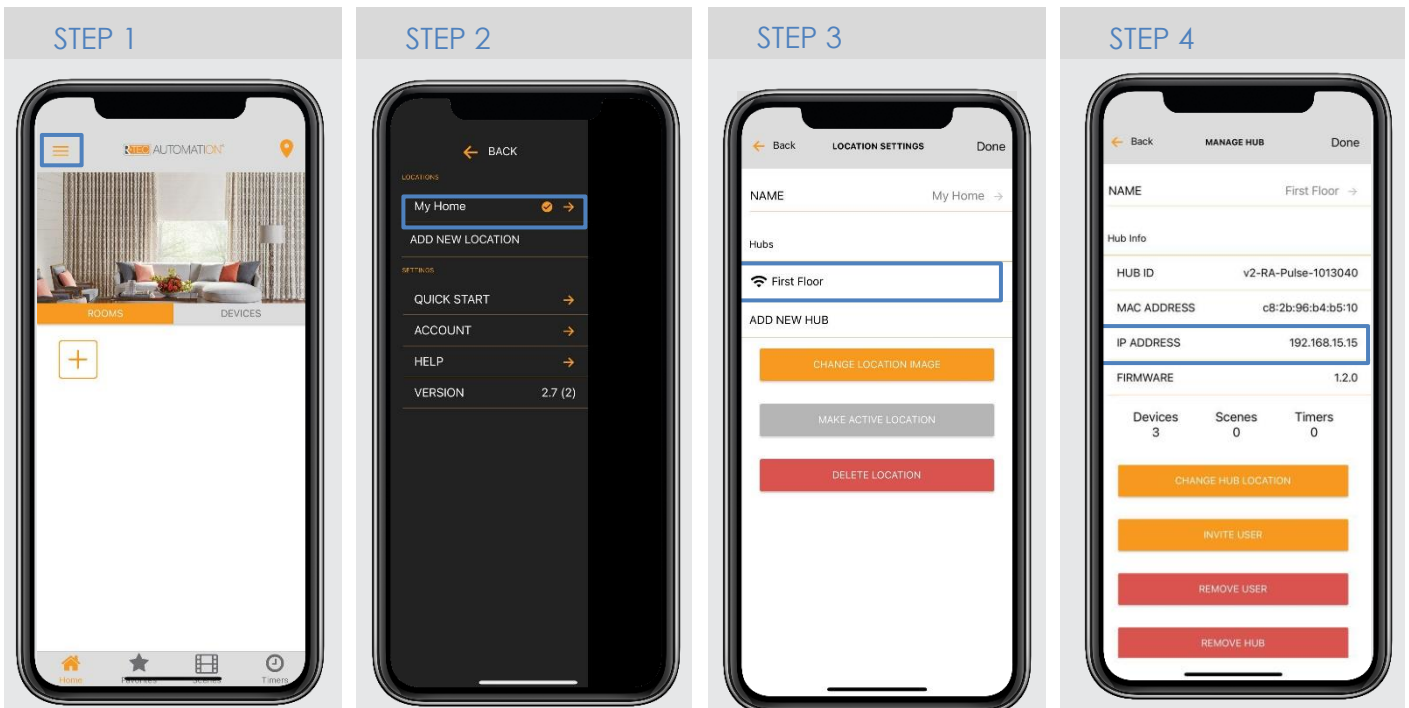 STEP 1
AUTOMATION
ROOMS DEVICES
Home Favorites Scenes Timers
STEP 2
← BACK
LOCATIONS
My Home →
ADD NEW LOCATION
SETTINGS
QUICK START →
ACCOUNT →
HELP →
VERSION 2.7 (2)
STEP 3
← Back LOCATION SETTINGS Done
NAME My Home →
Hubs
First Floor
ADD NEW HUB
CHANGE LOCATION IMAGE
MAKE ACTIVE LOCATION
DELETE LOCATION
STEP 4
← Back MANAGE HUB Done
NAME First Floor →
Hub Info
HUB ID v2-RA-Pulse-1013040
MAC ADDRESS c8:2b:96:b4:b5:10
IP ADDRESS 192.168.15.15
FIRMWARE 1.2.0
Devices Scenes Timers
3 0 0
CHANGE HUB LOCATION
INVITE USER
REMOVE USER
REMOVE HUB